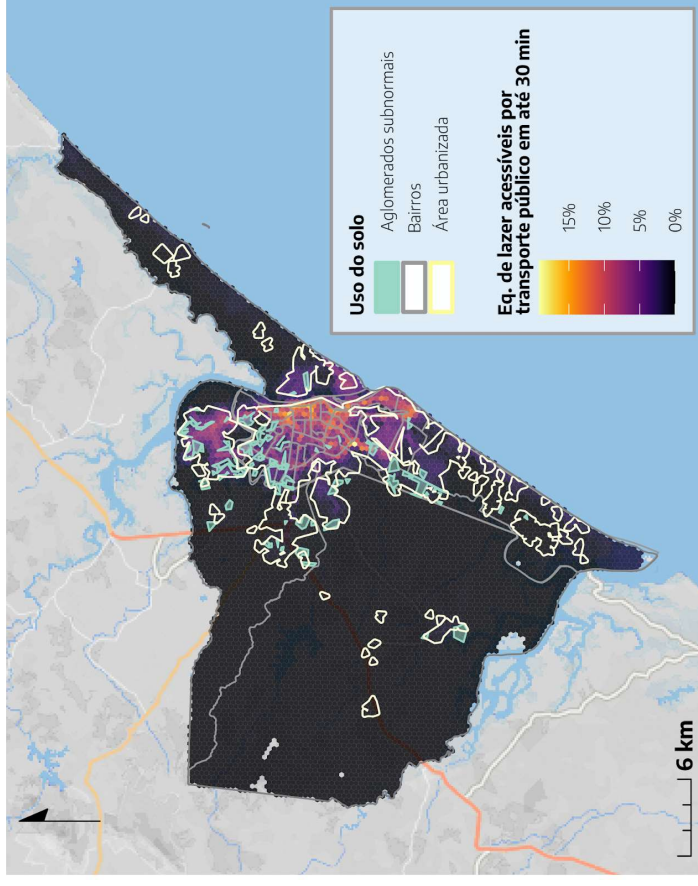 Uso do solo
Aglomerados subnormais
Bairros
Área urbanizada
Eq. de lazer acessíveis por
transporte público em até 30 min
15%
10%
5%
0%
6 km